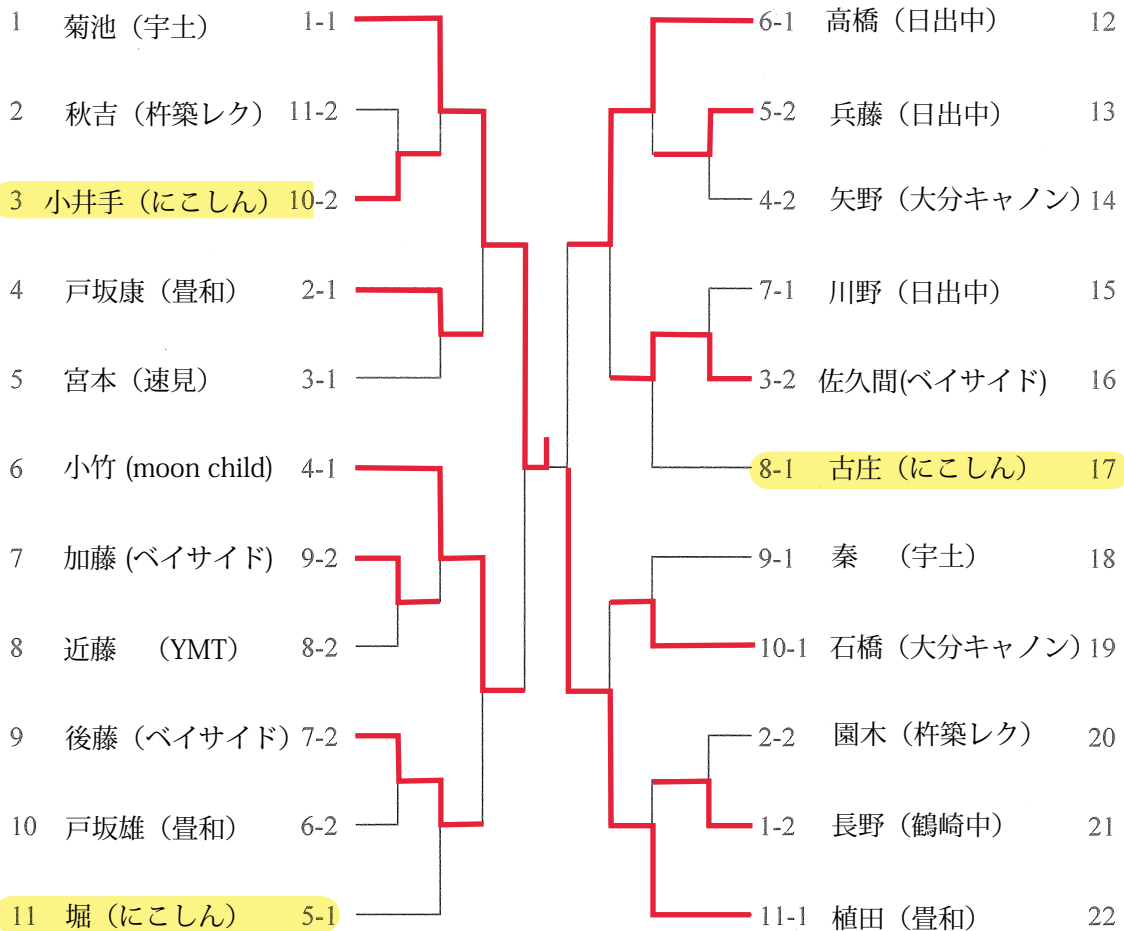 1 菊池（宇土） 1-1
2 秋吉（杵築レク） 11-2
3 小井手（にこしん） 10-2
4 戸坂康（畳和） 2-1
5 宮本（速見） 3-1
6 小竹 (moon child) 4-1
7 加藤 (ベイサイド) 9-2
8 近藤 （YMT） 8-2
9 後藤（ベイサイド） 7-2
10 戸坂雄（畳和） 6-2
11 堀（にこしん） 5-1
6-1 高橋（日出中） 12
5-2 兵藤（日出中） 13
4-2 矢野（大分キャノン） 14
7-1 川野（日出中） 15
3-2 佐久間(ベイサイド) 16
8-1 古庄（にこしん） 17
9-1 秦 （宇土） 18
10-1 石橋（大分キャノン） 19
2-2 園木（杵築レク） 20
1-2 長野（鶴崎中） 21
11-1 植田（畳和） 22